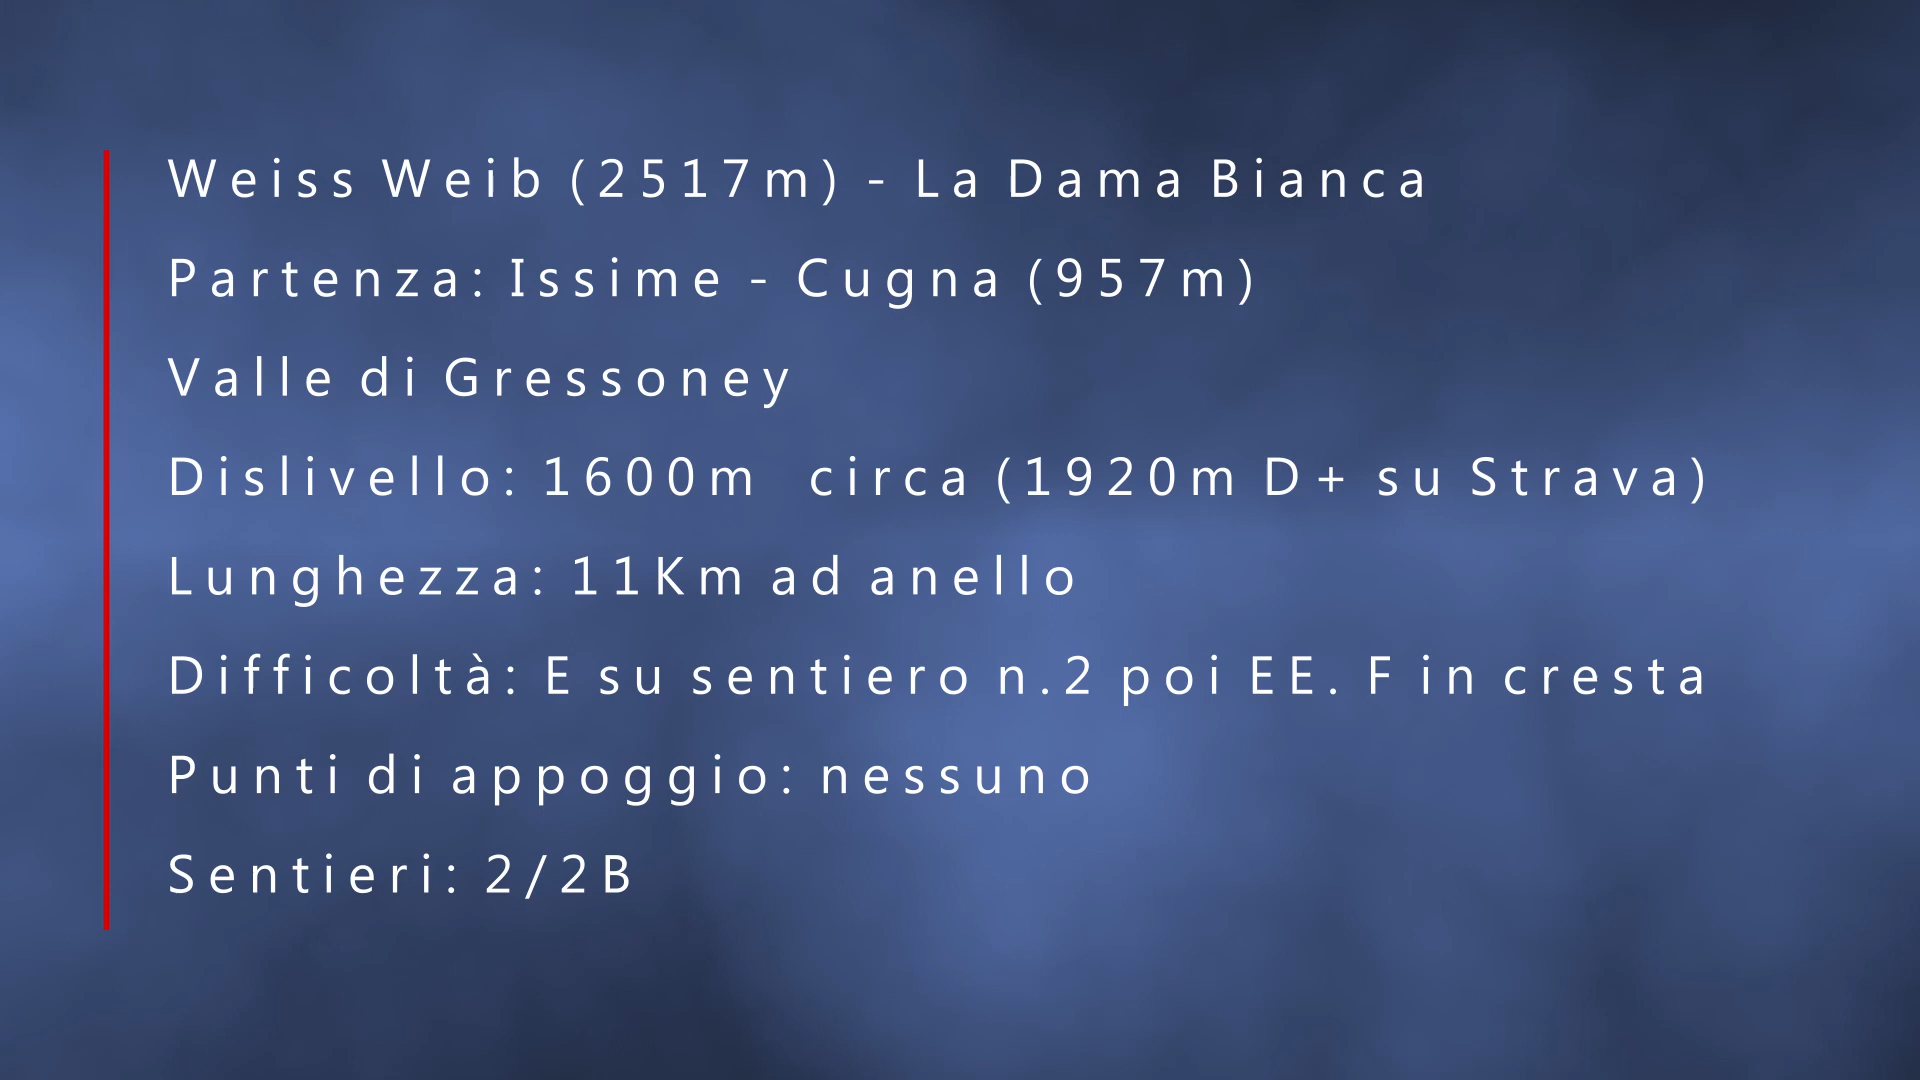 Weiss Weib (2517m) - La Dama Bianca
Partenza: Issime - Cugna (957m)
Valle di Gressoney
Dislivello: 1600m  circa (1920m D+ su Strava)
Lunghezza: 11Km ad anello
Difficoltà: E su sentiero n.2 poi EE. F in cresta
Punti di appoggio: nessuno
Sentieri: 2/2B